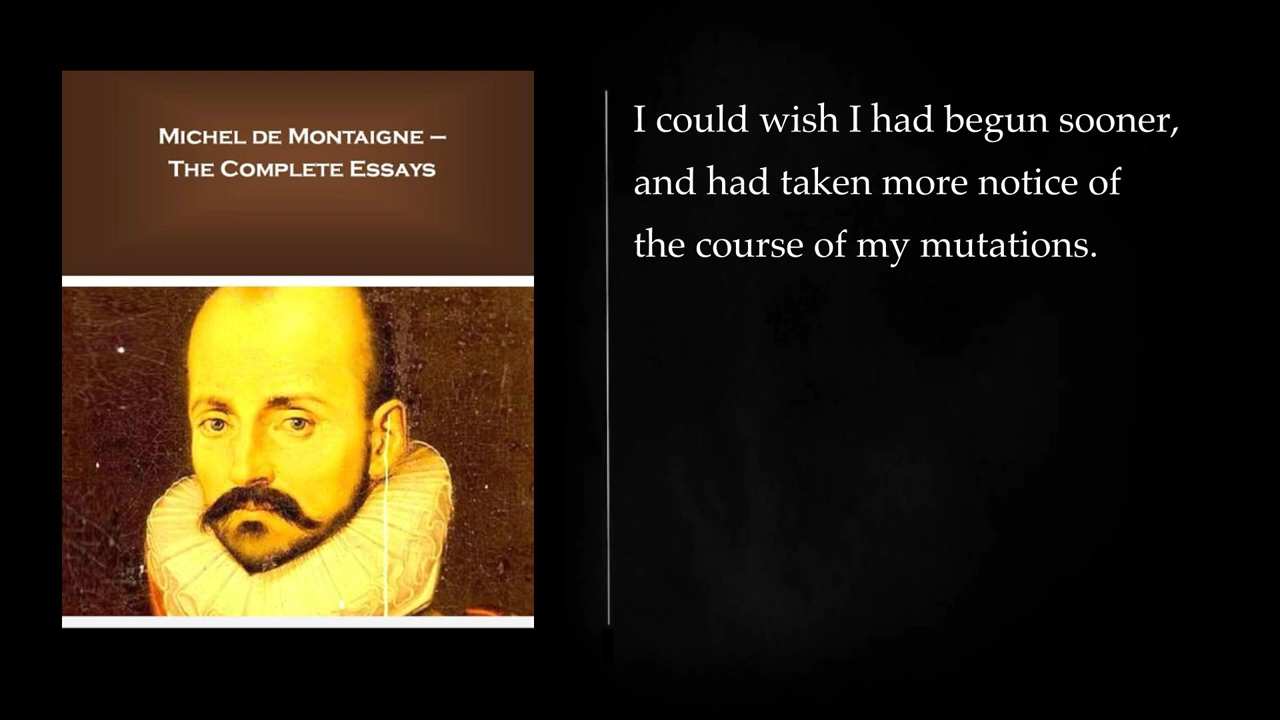 MICHEL DE MONTAIGNE –
THE COMPLETE ESSAYS
I could wish I had begun sooner,
and had taken more notice of
the course of my mutations.